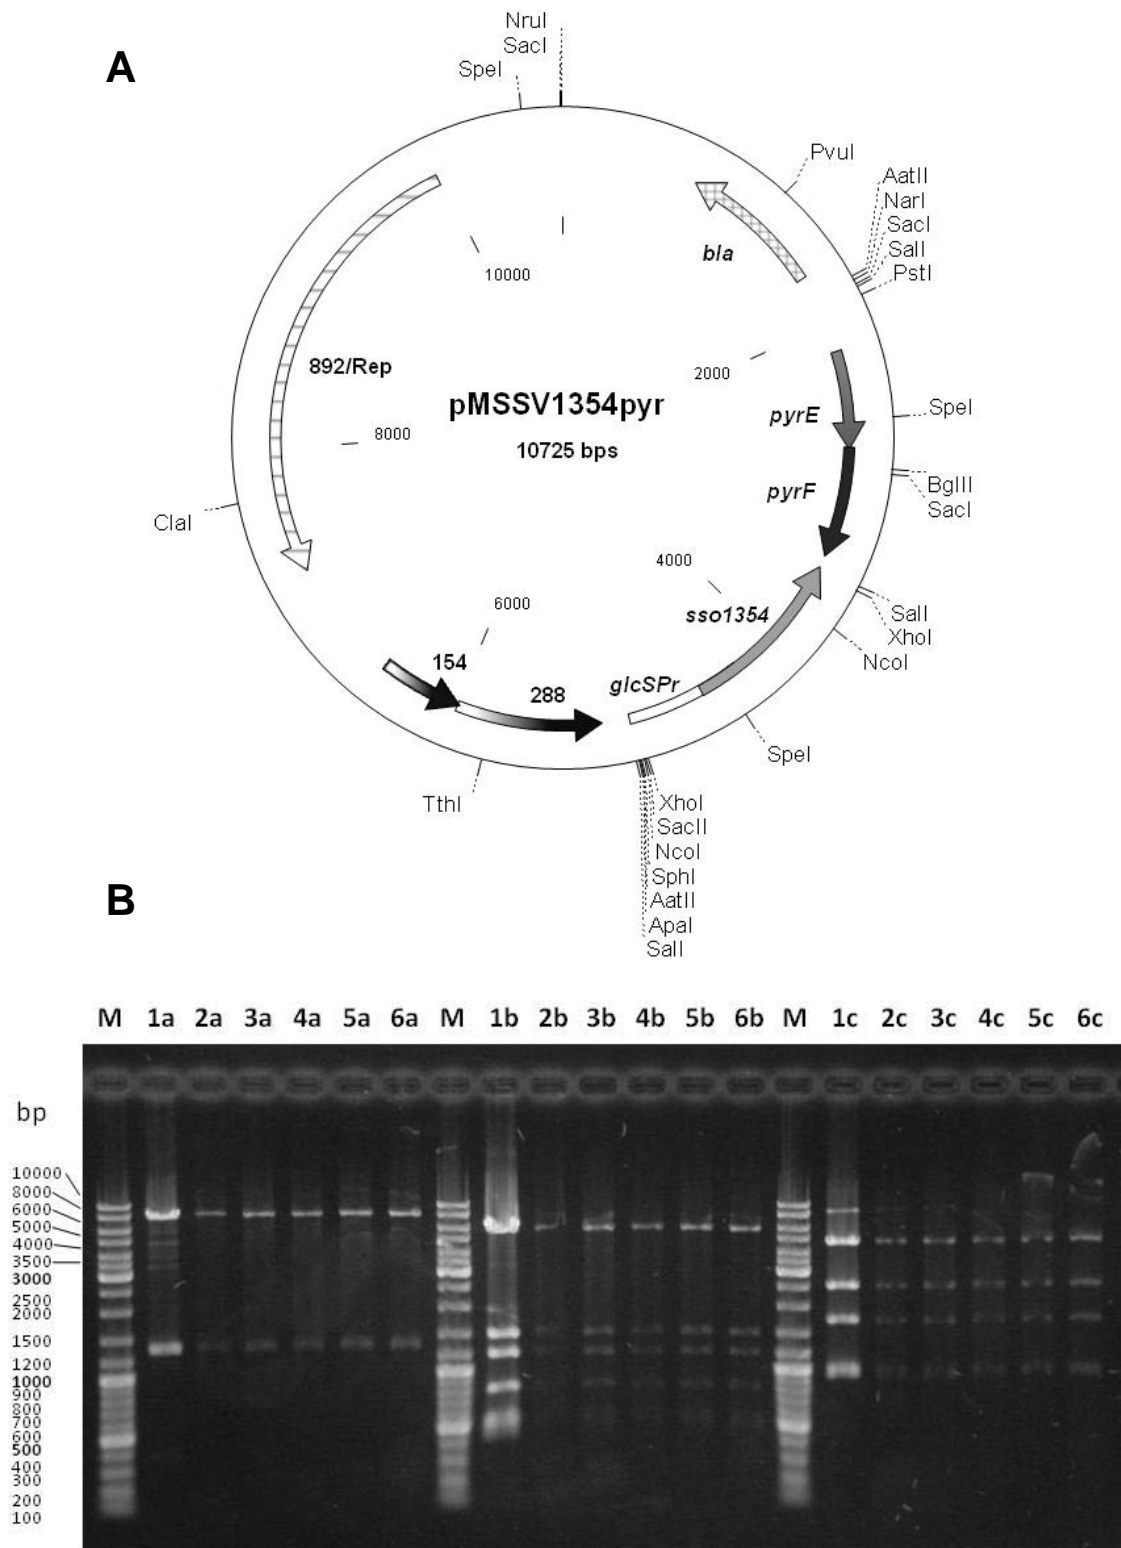 A
NruI
SacI
SpeI
PvuI
AatII
NarI
SacI
SalI
PstI
bla
10000
892/Rep
2000
pMSSV1354pyr
10725 bps
8000
pyrE
SpeI
pyrF
BglII
SacI
ClaI
4000
6000
sso1354
SalI
XhoI
NcoI
154
288
glcSPr
SpeI
TthI
XhoI
SacII
NcoI
SphI
AatII
ApaI
SalI
B
M 1a 2a 3a 4a 5a 6a M 1b 2b 3b 4b 5b 6b M 1c 2c 3c 4c 5c 6c
bp
10000
8000
6000
5000
4000
3500
3000
2500
2000
1500
1200
1000
900
800
700
600
500
400
300
200
100